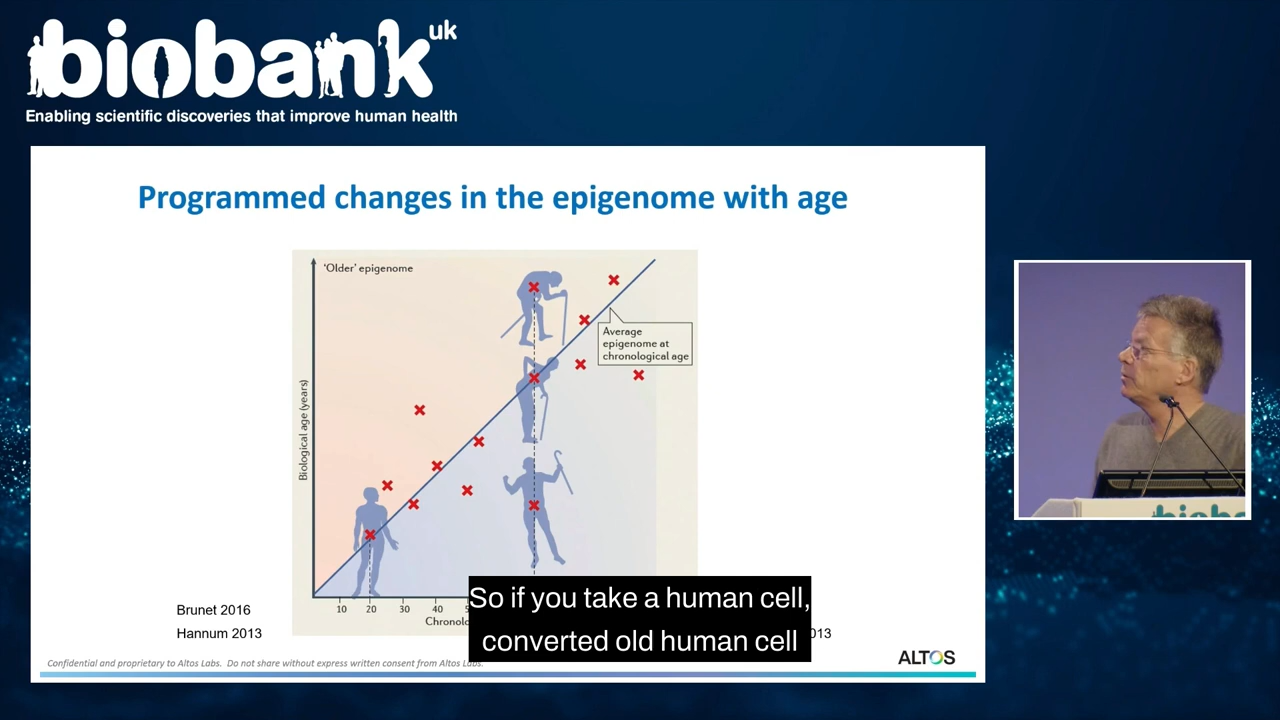 biobank uk
Enabling scientific discoveries that improve human health
Programmed changes in the epigenome with age
'Older' epigenome
Average
epigenome at
chronological age
Biological age (years)
10 20 30 40
Chronolo
Brunet 2016
Hannum 2013
013
So if you take a human cell,
converted old human cell
Confidential and proprietary to Altos Labs. Do not share without express written consent from Altos Labs.
ALTOS